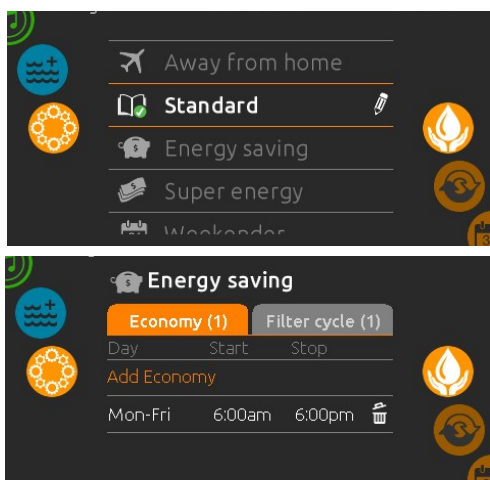 Away from home
Standard
Energy saving
Super energy
Weekender
Energy saving
Economy (1) Filter cycle (1)
Day Start Stop
Add Economy
Mon-Fri 6:00am 6:00pm